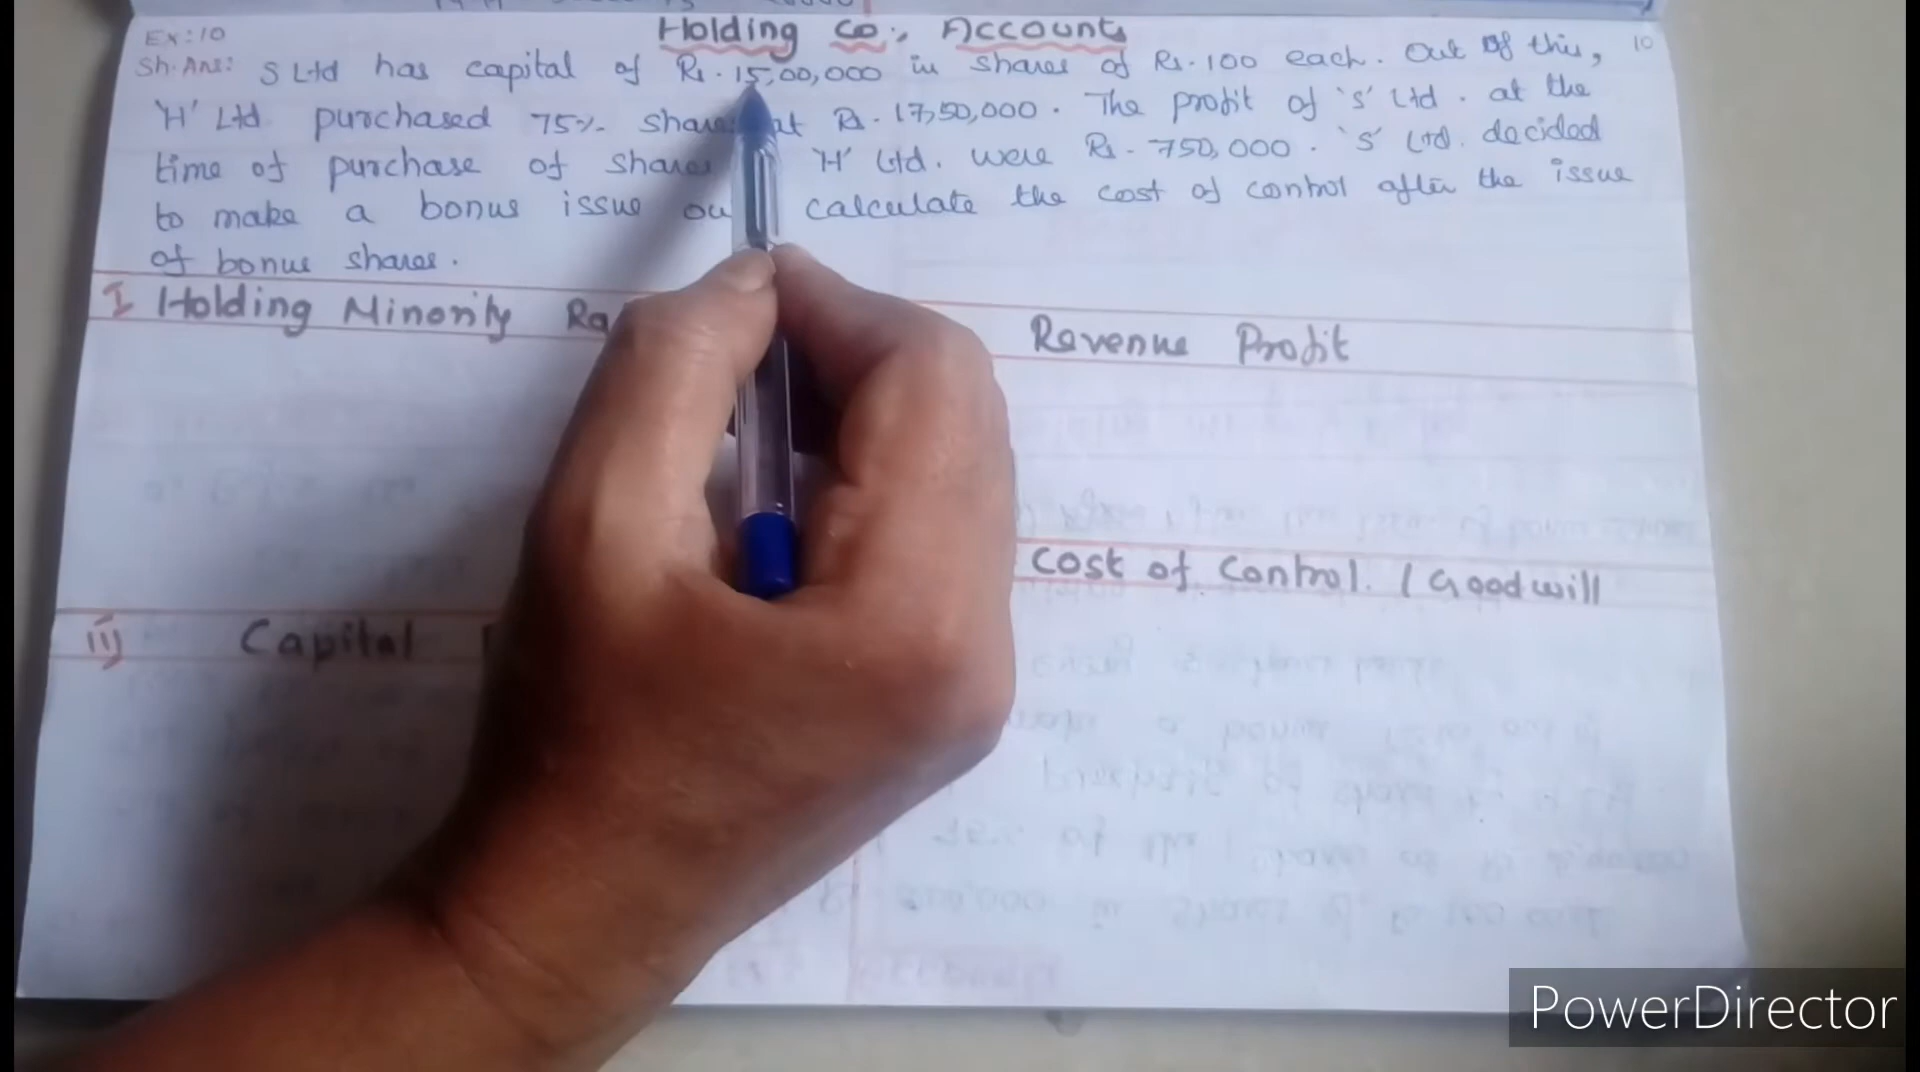 Holding Co:, Accounts
Ex:10
10
Sh.Ans: S Ltd has capital of Rs. 15,00,000 in shares of Rs. 100 each. Out of this,
'H' Ltd purchased 75% shares at Rs. 17,50,000. The profit of 'S' Ltd. at the
time of purchase of shares 'H' Ltd. were Rs. 750,000. 'S' Ltd. decided
to make a bonus issue ou calculate the cost of control after the issue
of bonus shares.
I Holding Minority Ra
Revenue Profit
Cost of Control. / Goodwill
ii) Capital
PowerDirector